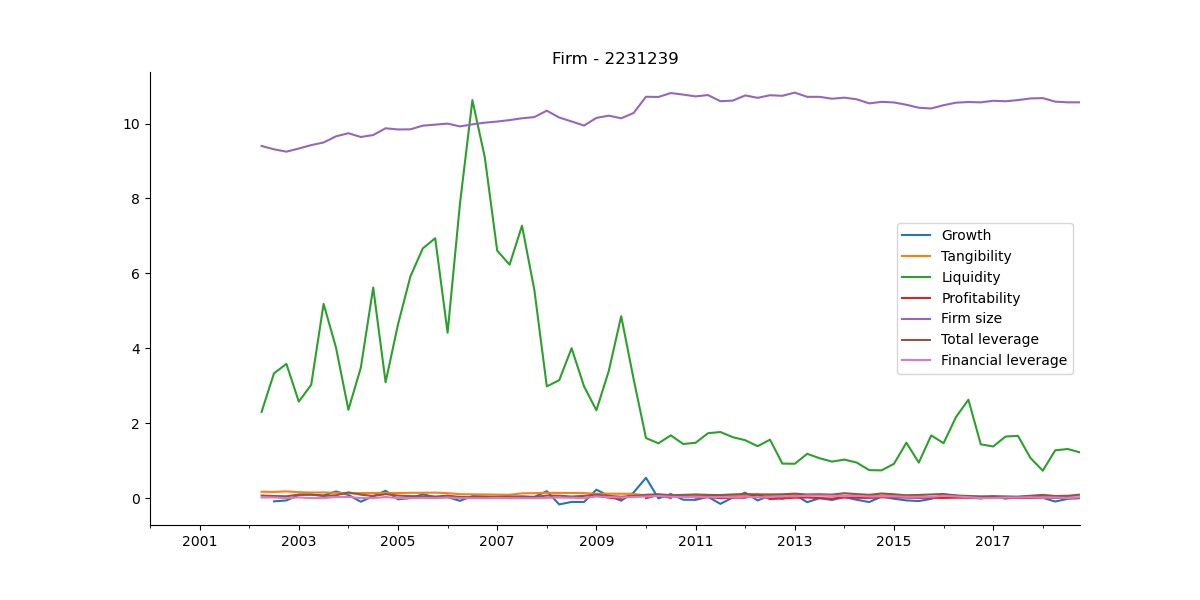 Firm - 2231239
10
8
6
4
2
0
2001 2003 2005 2007 2009 2011 2013 2015 2017
Growth
Tangibility
Liquidity
Profitability
Firm size
Total leverage
Financial leverage